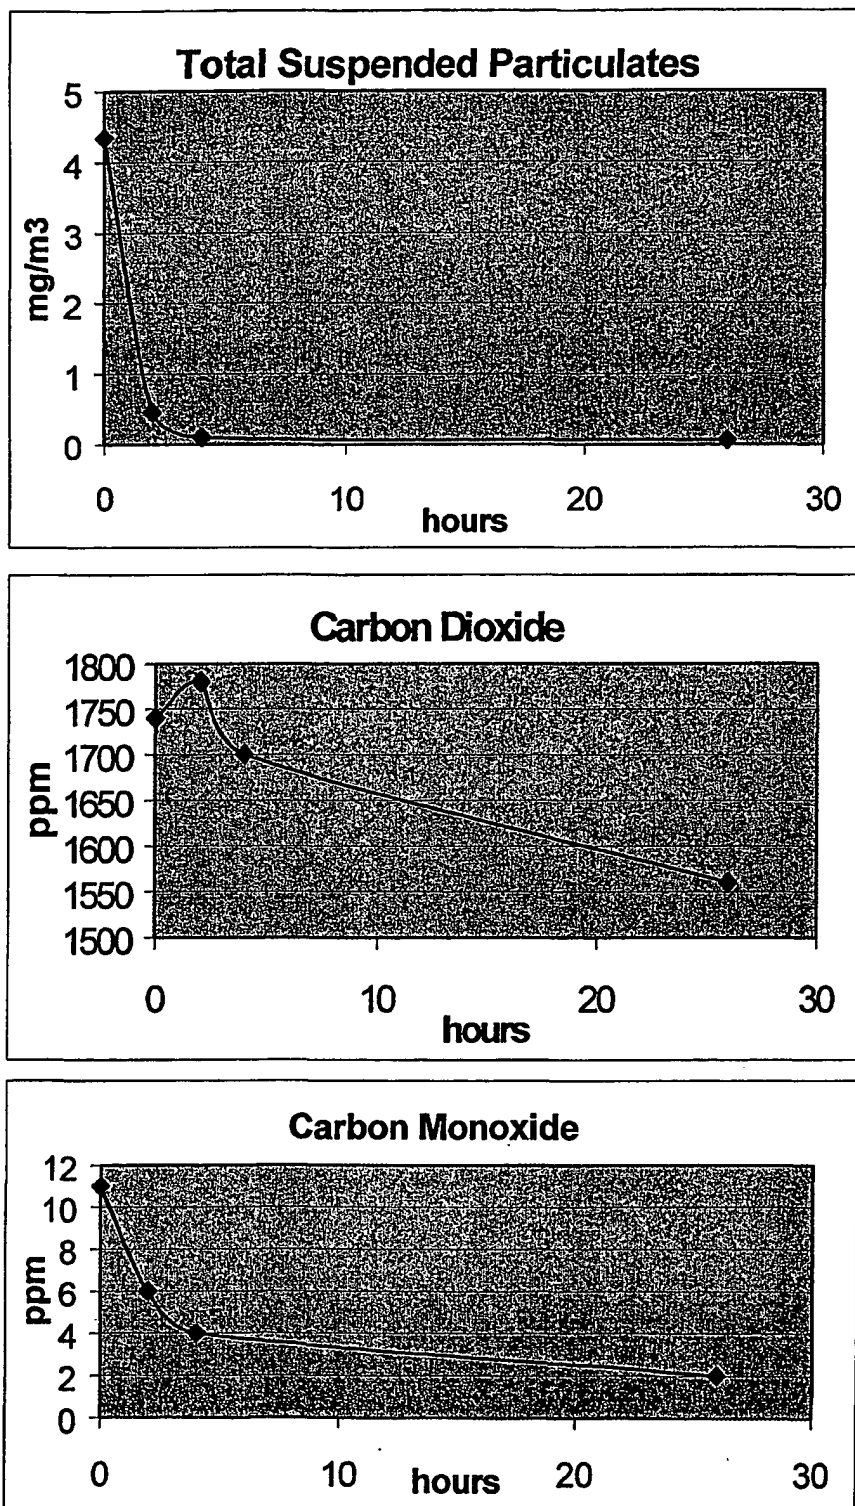 Total Suspended Particulates
5
4
3
2
1
0
mg/m3
0 10 20 30
hours
Carbon Dioxide
1800
1750
1700
1650
1600
1550
1500
ppm
0 10 20 30
hours
Carbon Monoxide
12
10
8
6
4
2
0
ppm
0 10 20 30
hours